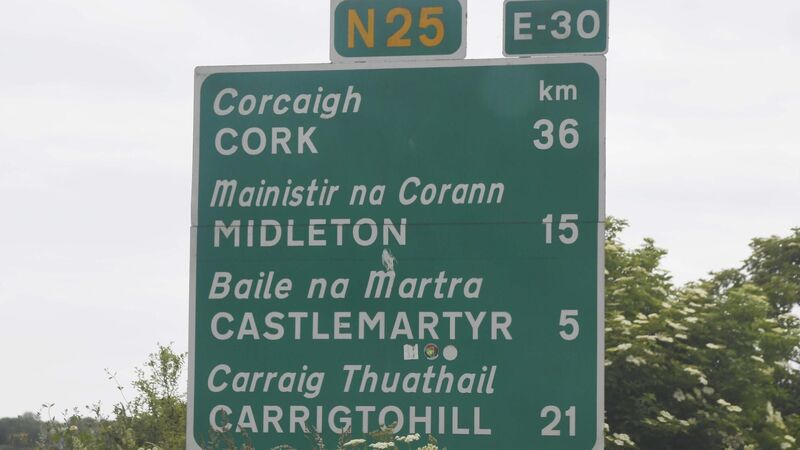 N25 E-30
Corcaigh km
CORK 36
Mainistir na Corann
MIDLETON 15
Baile na Martra
CASTLEMARTYR 5
Carraig Thuathail
CARRIGTOHILL 21